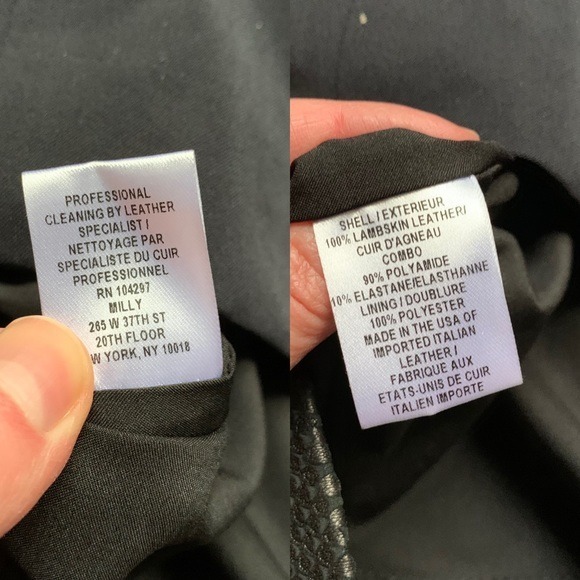 PROFESSIONAL
CLEANING BY LEATHER
SPECIALIST /
NETTOYAGE PAR
SPECIALISTE DU CUIR
PROFESSIONNEL
RN 104297
MILLY
265 W 37TH ST
20TH FLOOR
YORK, NY 10018
SHELL / EXTERIEUR
100% LAMBSKIN LEATHER/
CUIR D'AGNEAU
COMBO
90% POLYAMIDE
10% ELASTANE/ELASTHANNE
LINING / DOUBLURE
100% POLYESTER
MADE IN THE USA OF
IMPORTED ITALIAN
LEATHER /
FABRIQUE AUX
ETATS-UNIS DE CUIR
ITALIEN IMPORTE